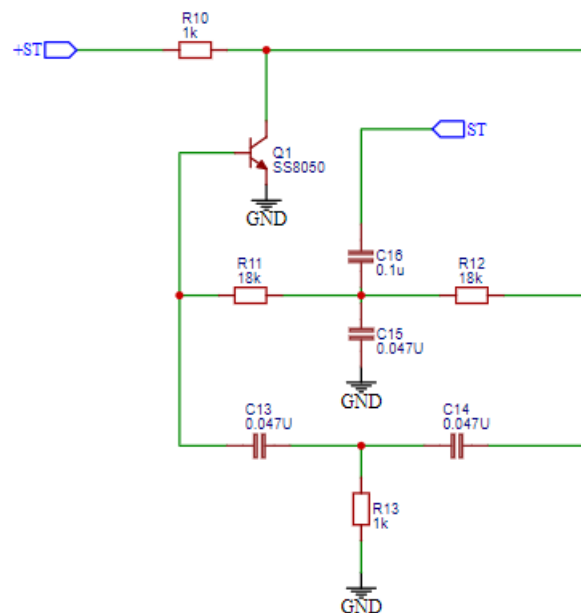 R10
1k
+ST
ST
Q1
SS8050
GND
C16
0.1u
R11
18k
R12
18k
C15
0.047U
GND
C13
0.047U
C14
0.047U
R13
1k
GND